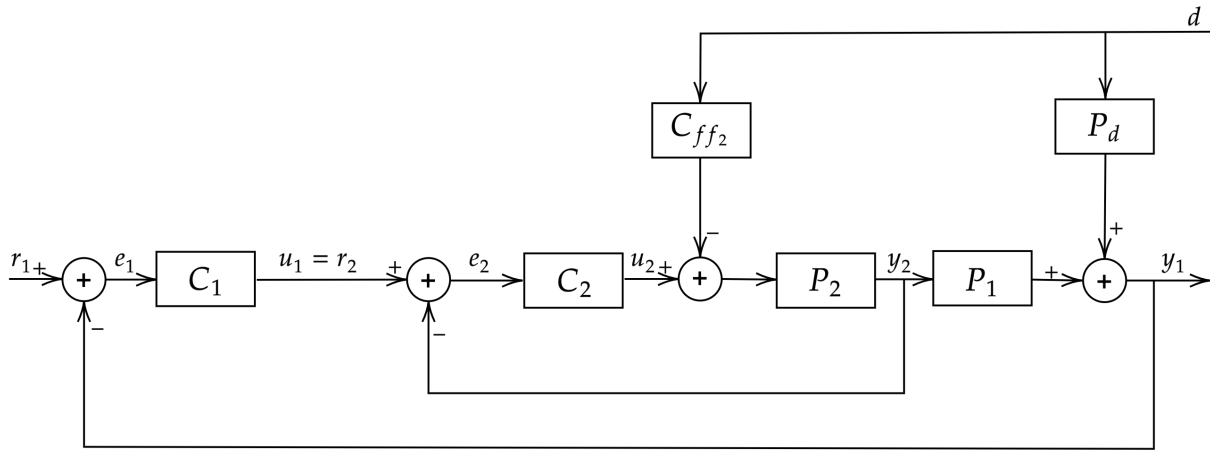 d
C_{ff_2}
P_d
− +
r_1 + + e_1 C_1 u_1 = r_2 + + e_2 C_2 u_2 + + P_2 y_2 P_1 + + y_1
− −